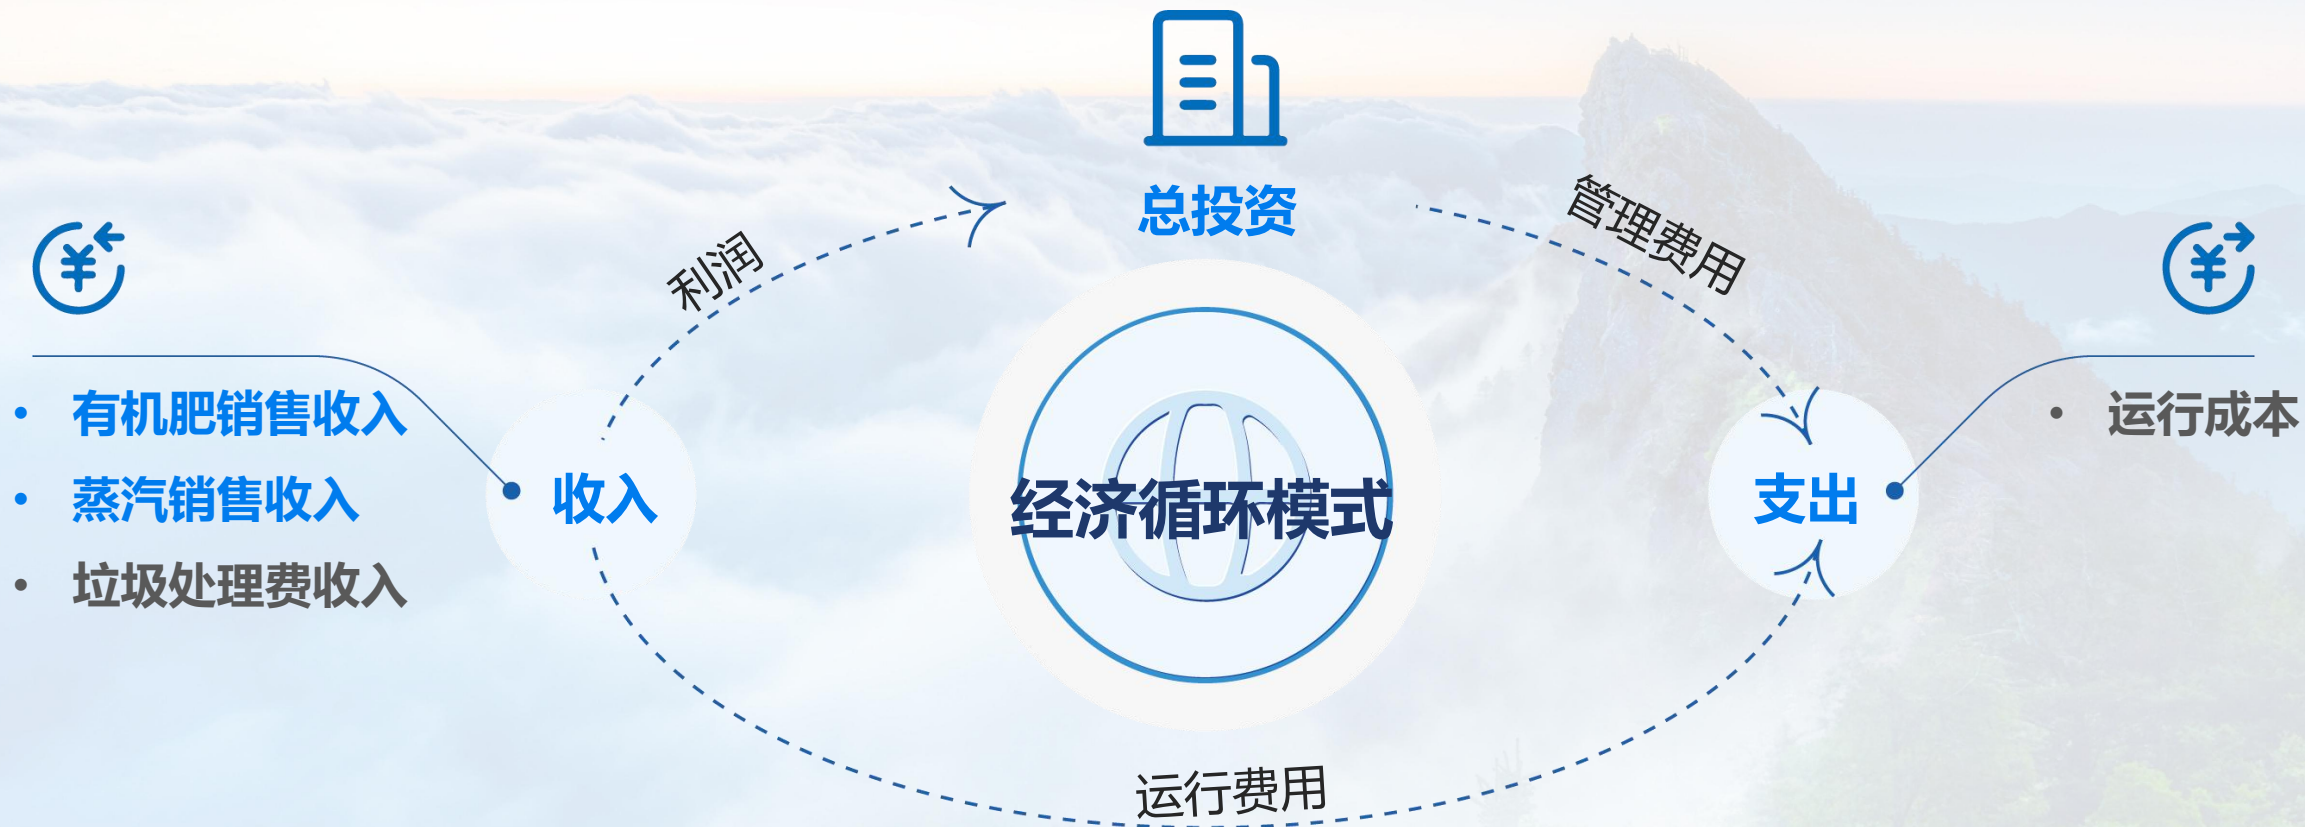 总投资
利润
管理费用
• 有机肥销售收入
• 蒸汽销售收入
• 垃圾处理费收入
收入
经济循环模式
支出
• 运行成本
运行费用